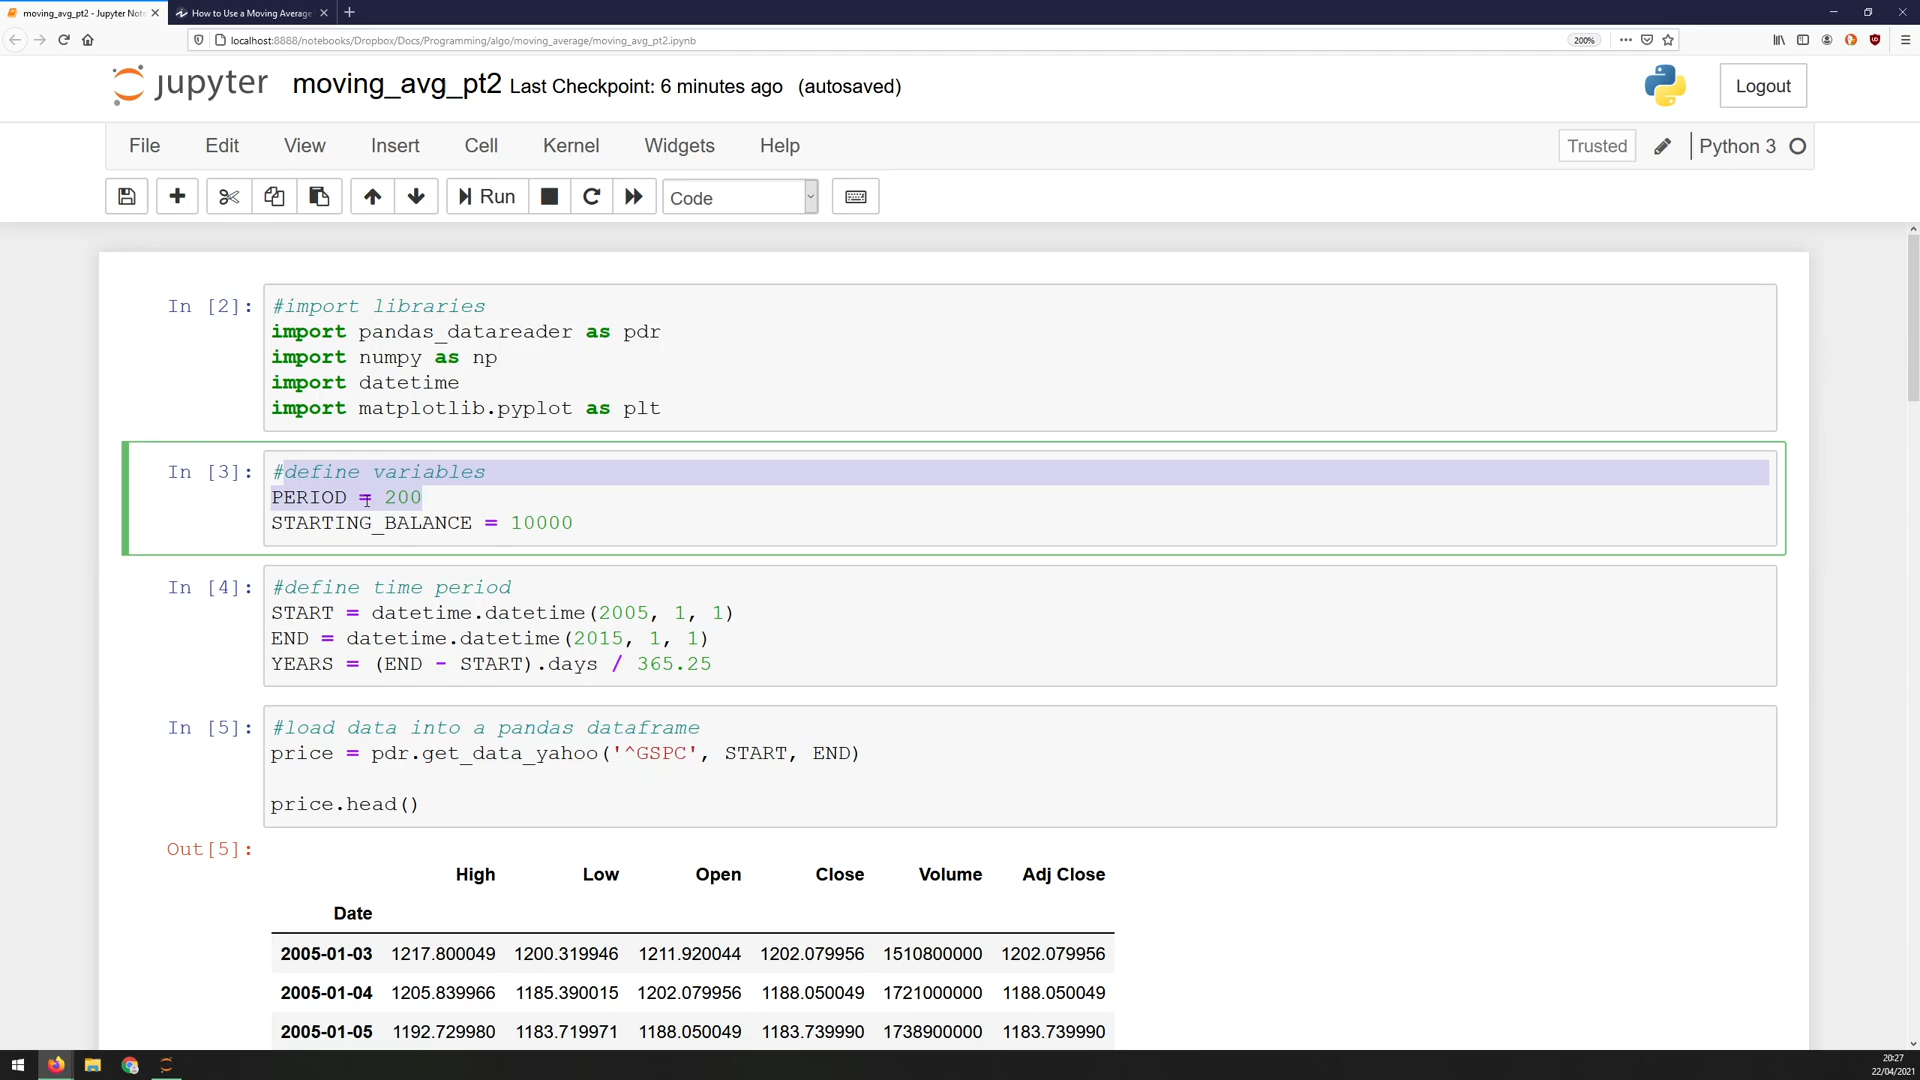 moving_avg_pt2 - Jupyter Not
How to Use a Moving Average
localhost:8888/notebooks/Dropbox/Docs/Programming/algo/moving_average/moving_avg_pt2.ipynb
200%
jupyter
moving_avg_pt2 Last Checkpoint: 6 minutes ago (autosaved)
Logout
File Edit View Insert Cell Kernel Widgets Help
Trusted
Python 3
Run
Code
In [2]:
#import libraries
import pandas_datareader as pdr
import numpy as np
import datetime
import matplotlib.pyplot as plt
In [3]:
#define variables
PERIOD = 200
STARTING_BALANCE = 10000
In [4]:
#define time period
START = datetime.datetime(2005, 1, 1)
END = datetime.datetime(2015, 1, 1)
YEARS = (END - START).days / 365.25
In [5]:
#load data into a pandas dataframe
price = pdr.get_data_yahoo('^GSPC', START, END)
price.head()
Out[5]:
High Low Open Close Volume Adj Close
Date
2005-01-03 1217.800049 1200.319946 1211.920044 1202.079956 1510800000 1202.079956
2005-01-04 1205.839966 1185.390015 1202.079956 1188.050049 1721000000 1188.050049
2005-01-05 1192.729980 1183.719971 1188.050049 1183.739990 1738900000 1183.739990
20:27
22/04/2021